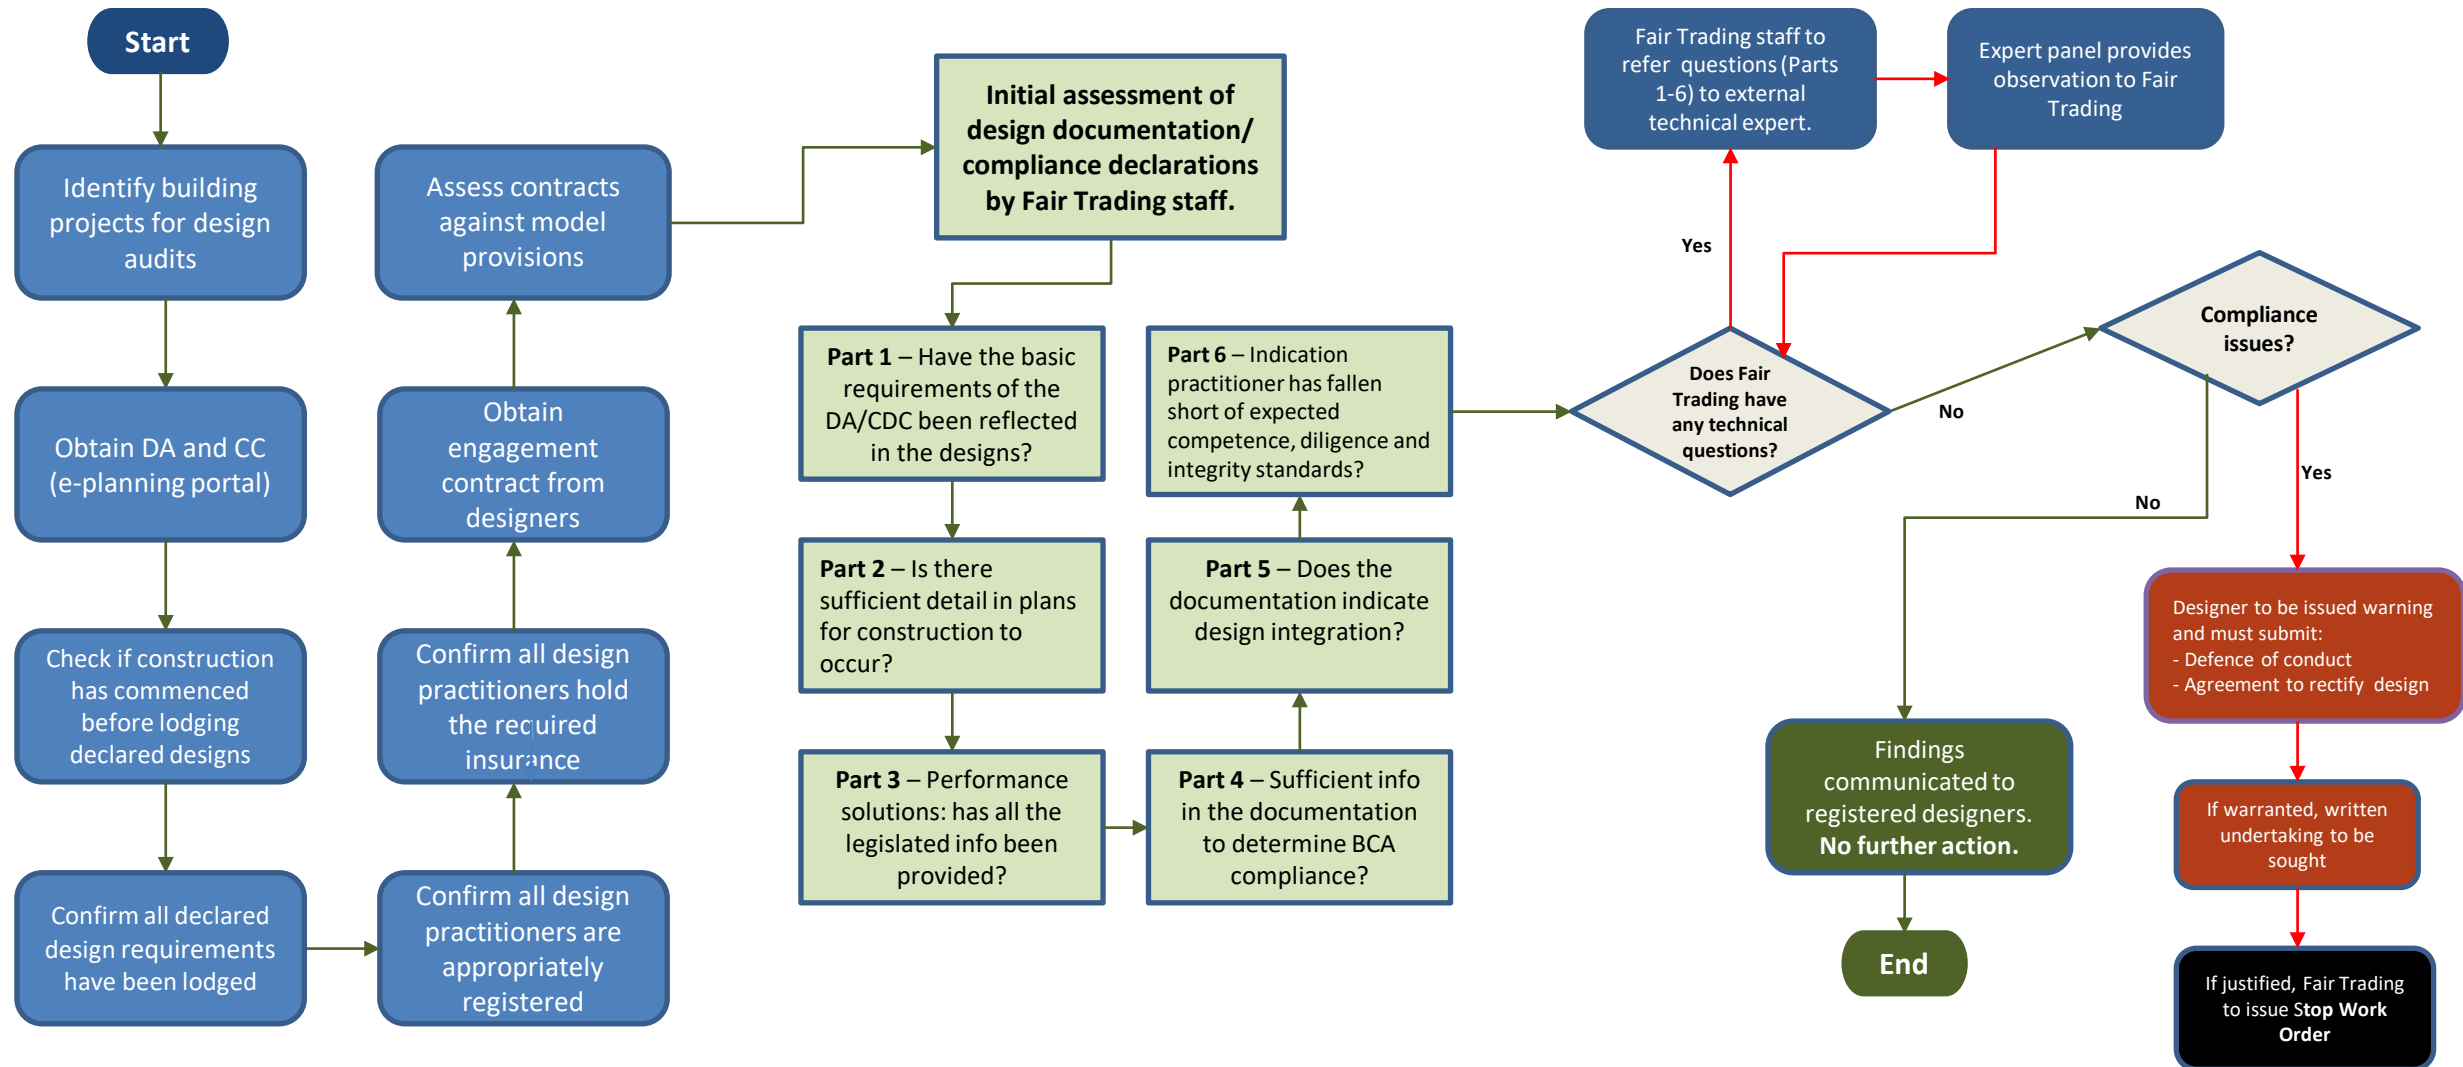 Start
Identify building
projects for design
audits
Obtain DA and CC
(e-planning portal)
Check if construction
has commenced
before lodging
declared designs
Confirm all declared
design requirements
have been lodged
Confirm all design
practitioners are
appropriately
registered
Confirm all design
practitioners hold
the required
insurance
Obtain
engagement
contract from
designers
Assess contracts
against model
provisions
Initial assessment of
design documentation/
compliance declarations
by Fair Trading staff.
Part 1 – Have the basic
requirements of the
DA/CDC been reflected
in the designs?
Part 2 – Is there
sufficient detail in plans
for construction to
occur?
Part 3 – Performance
solutions: has all the
legislated info been
provided?
Part 4 – Sufficient info
in the documentation
to determine BCA
compliance?
Part 5 – Does the
documentation indicate
design integration?
Part 6 – Indication
practitioner has fallen
short of expected
competence, diligence and
integrity standards?
Does Fair
Trading have
any technical
questions?
Yes
Fair Trading staff to
refer questions (Parts
1-6) to external
technical expert.
Expert panel provides
observation to Fair
Trading
No
Compliance
issues?
No
Findings
communicated to
registered designers.
No further action.
End
Yes
Designer to be issued warning
and must submit:
- Defence of conduct
- Agreement to rectify design
If warranted, written
undertaking to be
sought
If justified, Fair Trading
to issue Stop Work
Order